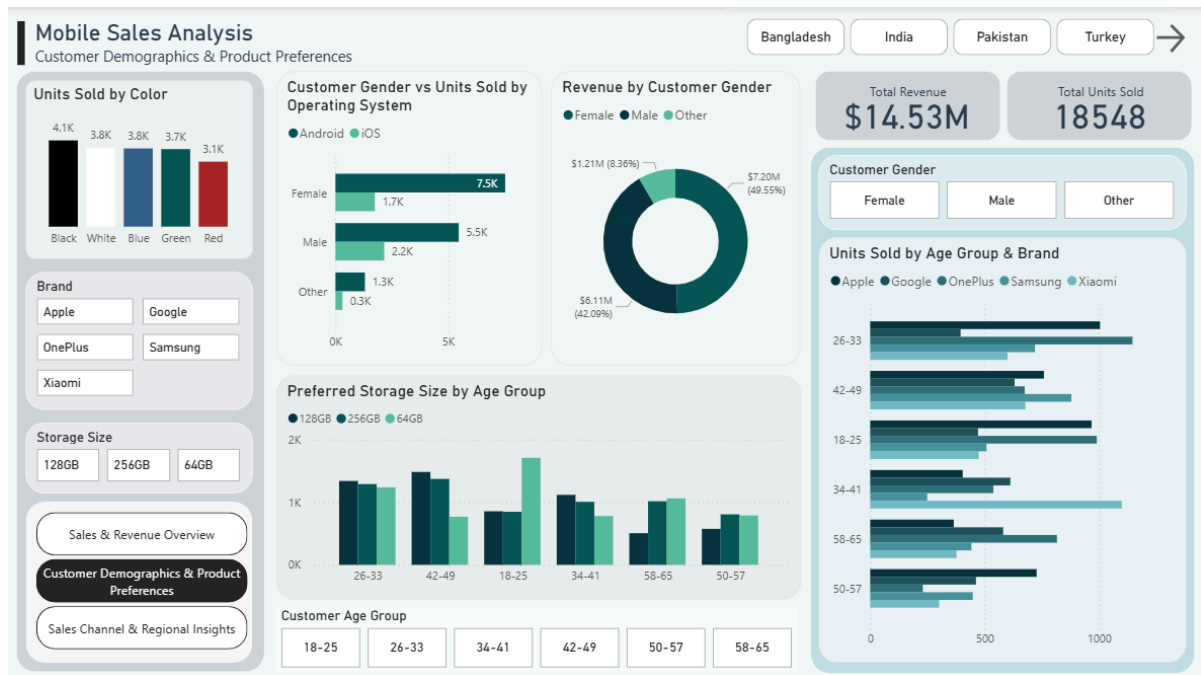 Mobile Sales Analysis
Customer Demographics & Product Preferences
Bangladesh
India
Pakistan
Turkey
Units Sold by Color
4.1K
3.8K
3.8K
3.7K
3.1K
Black
White
Blue
Green
Red
Brand
Apple
Google
OnePlus
Samsung
Xiaomi
Storage Size
128GB
256GB
64GB
Sales & Revenue Overview
Customer Demographics & Product
Preferences
Sales Channel & Regional Insights
Customer Gender vs Units Sold by
Operating System
Android iOS
Female
7.5K
1.7K
Male
5.5K
2.2K
Other
1.3K
0.3K
0K
5K
Revenue by Customer Gender
Female Male Other
$1.21M (8.36%)
$7.20M
(49.55%)
$6.11M
(42.09%)
Preferred Storage Size by Age Group
128GB 256GB 64GB
2K
1K
0K
26-33
42-49
18-25
34-41
58-65
50-57
Customer Age Group
18-25
26-33
34-41
42-49
50-57
58-65
Total Revenue
$14.53M
Total Units Sold
18548
Customer Gender
Female
Male
Other
Units Sold by Age Group & Brand
Apple Google OnePlus Samsung Xiaomi
26-33
42-49
18-25
34-41
58-65
50-57
0
500
1000